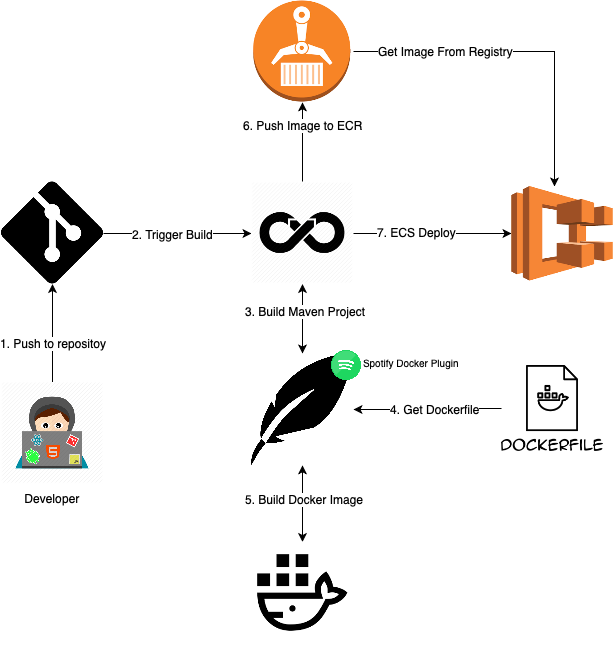 Get Image From Registry
6. Push Image to ECR
2. Trigger Build
7. ECS Deploy
3. Build Maven Project
1. Push to repositoy
Spotify Docker Plugin
4. Get Dockerfile
DOCKERFILE
5
Developer
5. Build Docker Image